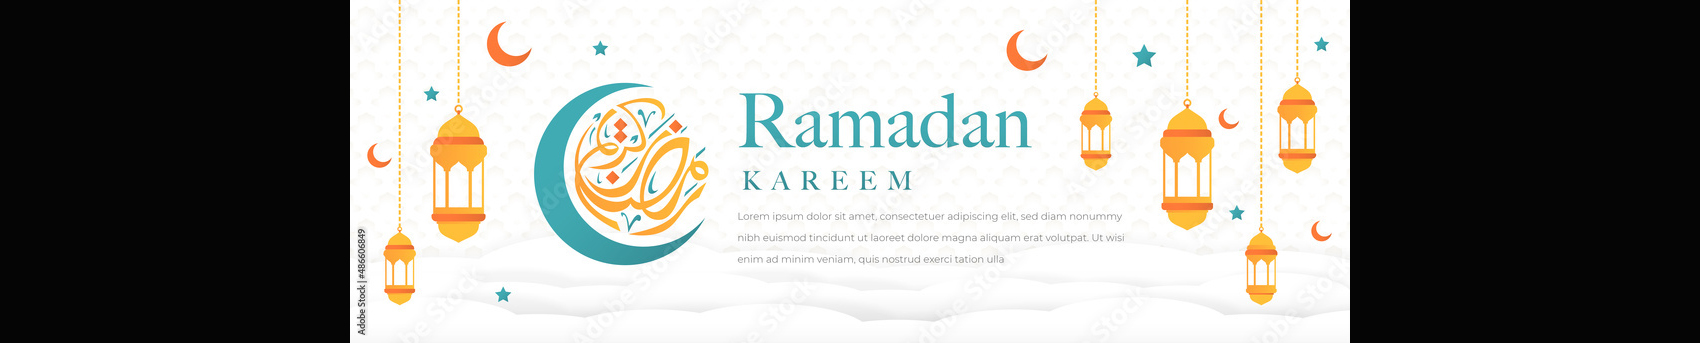 رمضان كريم
Ramadan
KAREEM
Lorem ipsum dolor sit amet, consectetuer adipiscing elit, sed diam nonummy
nibh euismod tincidunt ut laoreet dolore magna aliquam erat volutpat. Ut wisi
enim ad minim veniam, quis nostrud exerci tation ulla
Adobe Stock | #486606849